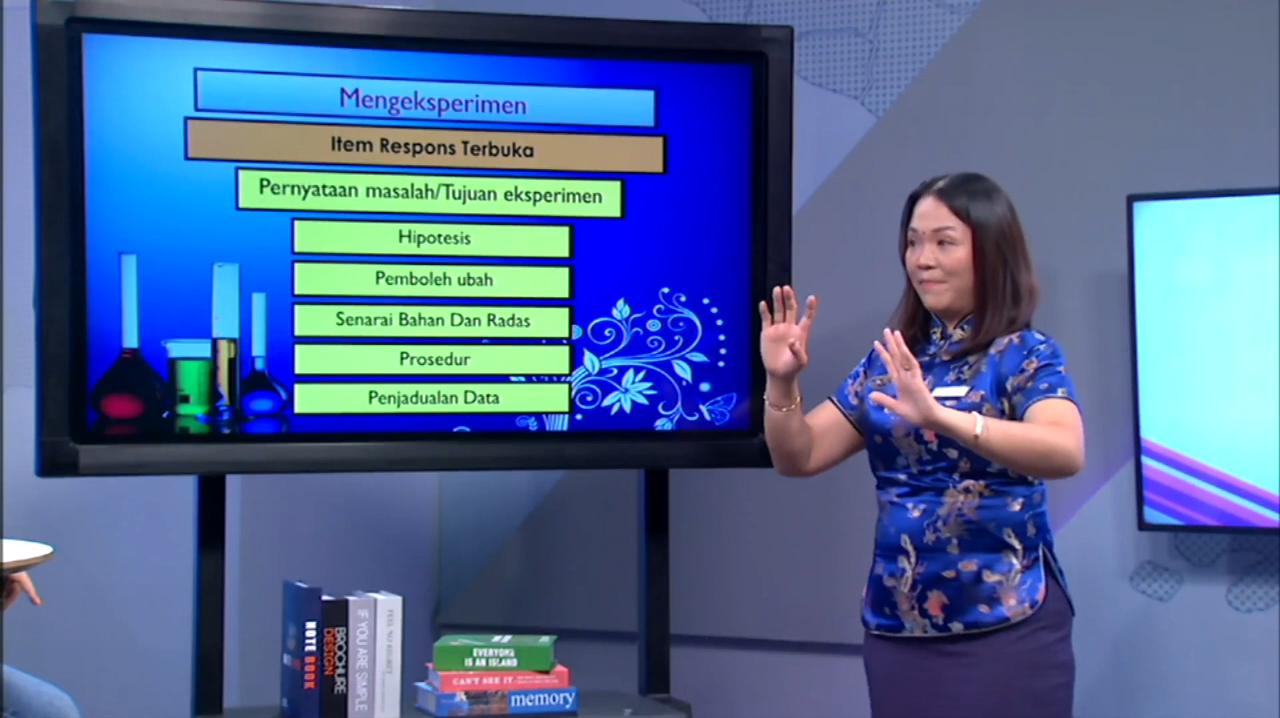 Mengeksperimen
Item Respons Terbuka
Pernyataan masalah/Tujuan eksperimen
Hipotesis
Pemboleh ubah
Senarai Bahan Dan Radas
Prosedur
Penjadualan Data
NOTE BOOK
BROCHURE DESIGN
IF YOU ARE SIMPLE
EVERYONE
IS AN ISLAND
CAN'T SEE IT
memory